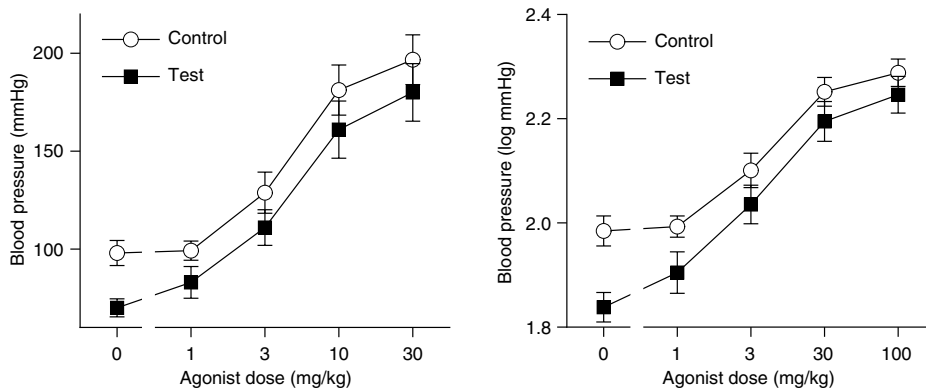 200
150
100
Blood pressure (mmHg)
Control
Test
0 1 3 10 30
Agonist dose (mg/kg)
2.4
2.2
2.0
1.8
Blood pressure (log mmHg)
Control
Test
0 1 3 30 100
Agonist dose (mg/kg)